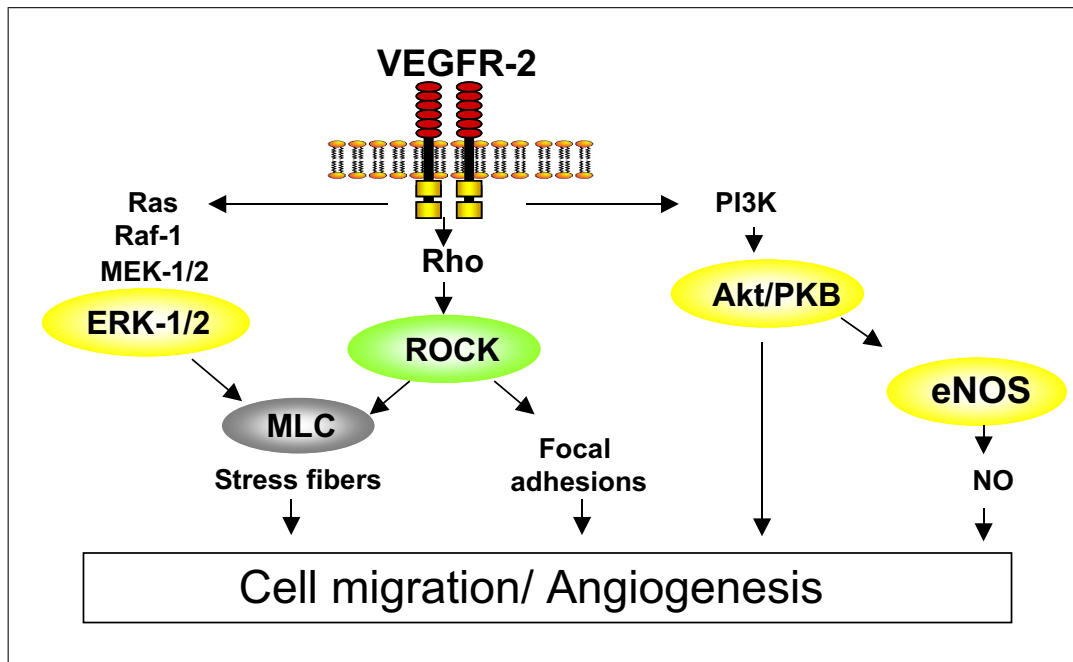 VEGFR-2
Ras
Raf-1
MEK-1/2
ERK-1/2
Rho
ROCK
MLC
Stress fibers
Focal
adhesions
PI3K
Akt/PKB
eNOS
NO
Cell migration/ Angiogenesis